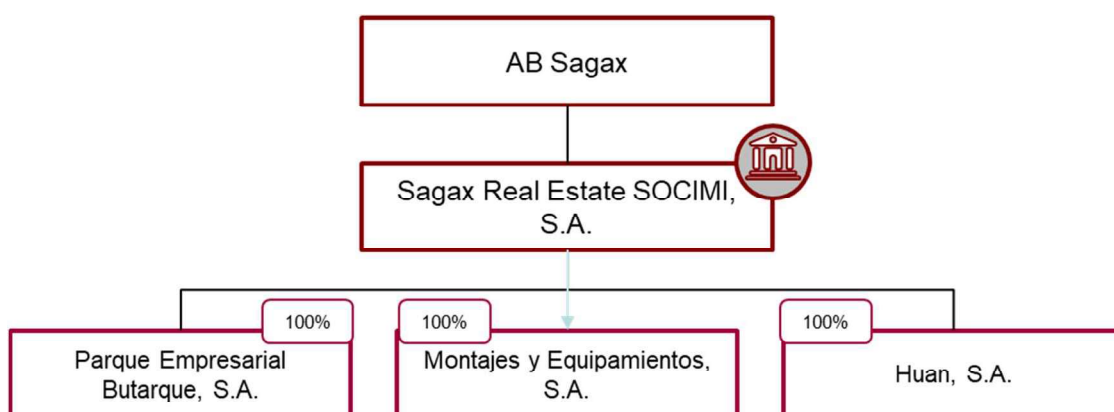 AB Sagax
Sagax Real Estate SOCIMI,
S.A.
100%
100%
100%
Parque Empresarial
Butarque, S.A.
Montajes y Equipamientos,
S.A.
Huan, S.A.